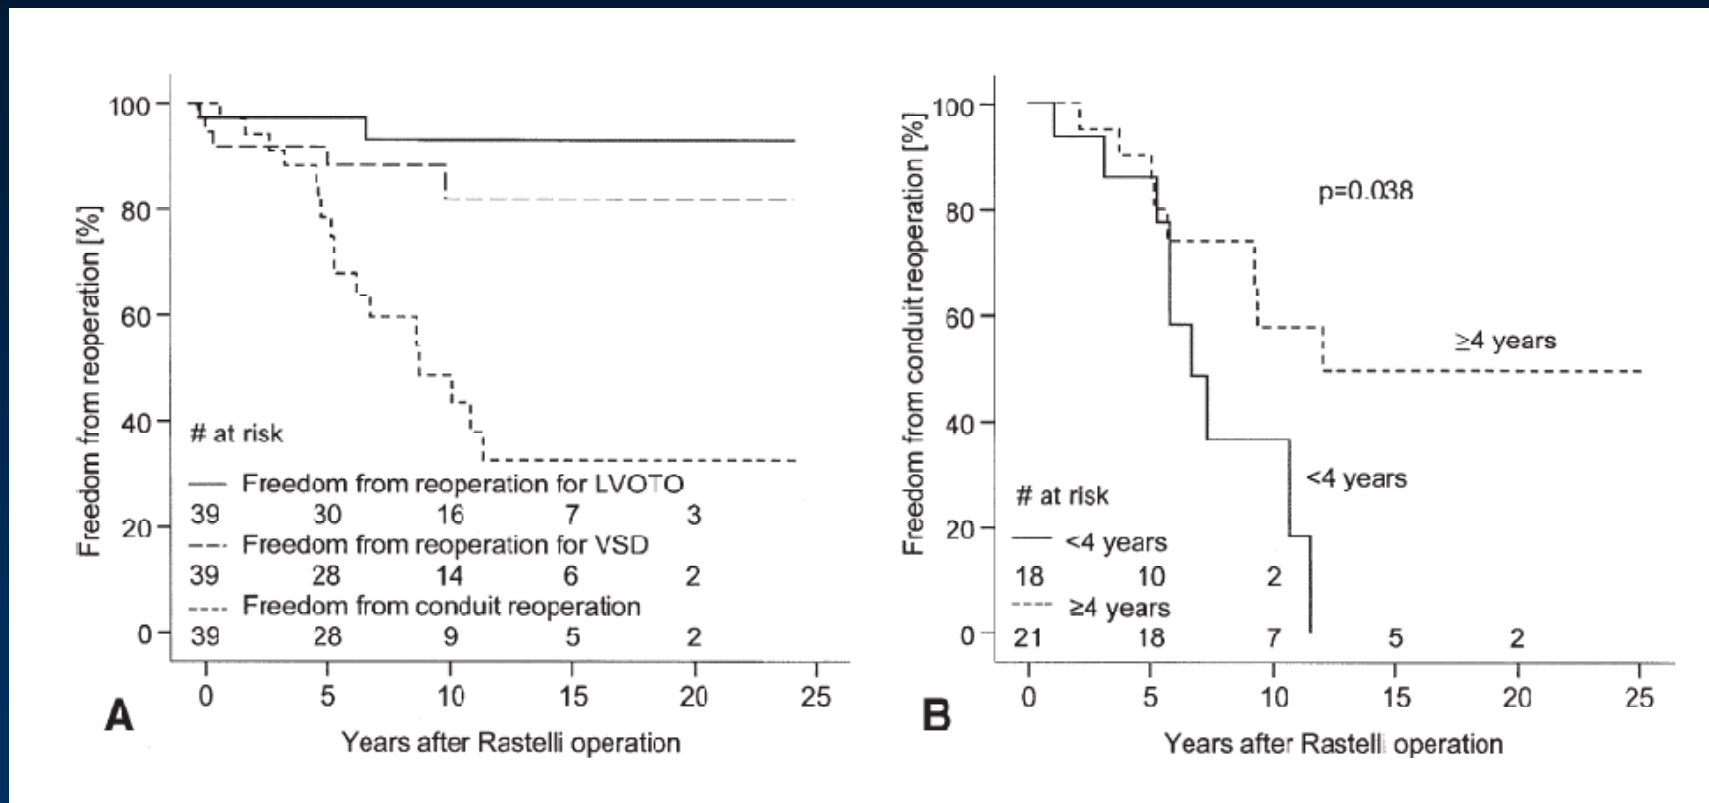 100
80
60
40
20
0
Freedom from reoperation [%]
# at risk
Freedom from reoperation for LVOTO
39 30 16 7 3
Freedom from reoperation for VSD
39 28 14 6 2
Freedom from conduit reoperation
39 28 9 5 2
0 5 10 15 20 25
A
Years after Rastelli operation
100
80
60
40
20
0
Freedom from conduit reoperation [%]
p=0.038
≥4 years
<4 years
# at risk
<4 years
18 10 2
≥4 years
21 18 7 5 2
0 5 10 15 20 25
B
Years after Rastelli operation